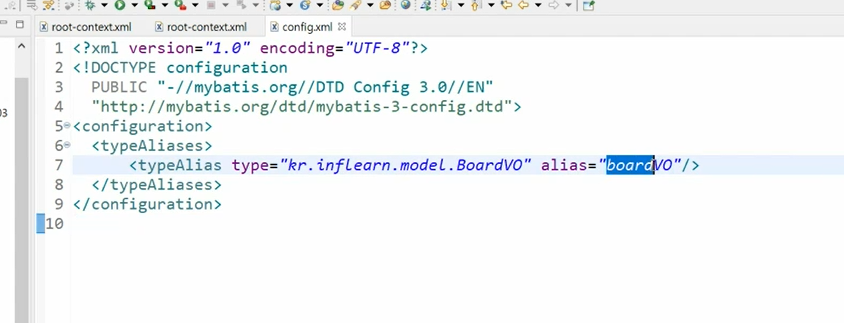 root-context.xml root-context.xml config.xml
1 <?xml version="1.0" encoding="UTF-8"?>
2 <!DOCTYPE configuration
3 PUBLIC "-//mybatis.org//DTD Config 3.0//EN"
03
4 "http://mybatis.org/dtd/mybatis-3-config.dtd">
5 <configuration>
6 <typeAliases>
7 <typeAlias type="kr.inflearn.model.BoardVO" alias="boardVO"/>
8 </typeAliases>
9 </configuration>
10